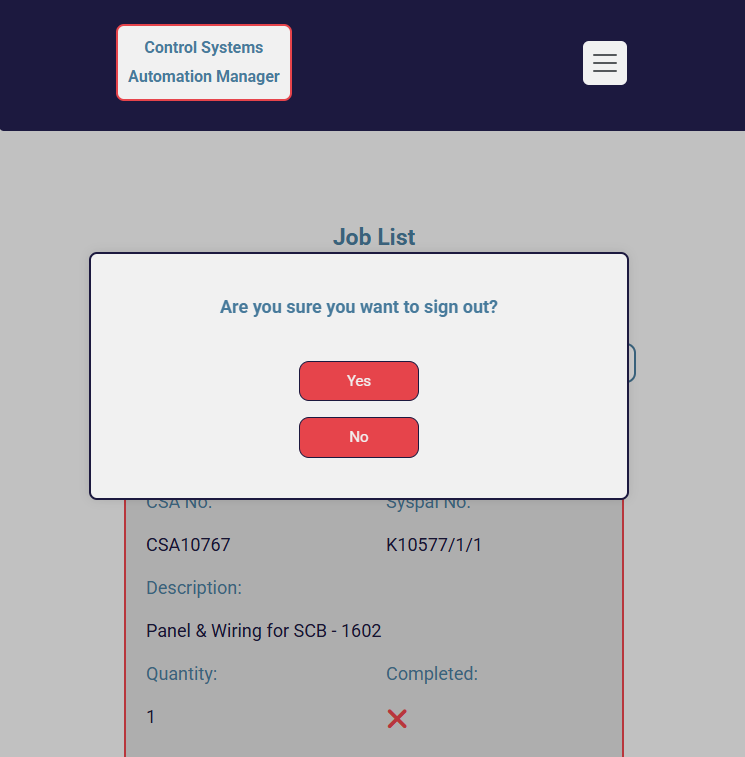 Control Systems
Automation Manager
Job List
Are you sure you want to sign out?
Yes
No
CSA No. Syspal No.
CSA10767 K10577/1/1
Description:
Panel & Wiring for SCB - 1602
Quantity: Completed:
1